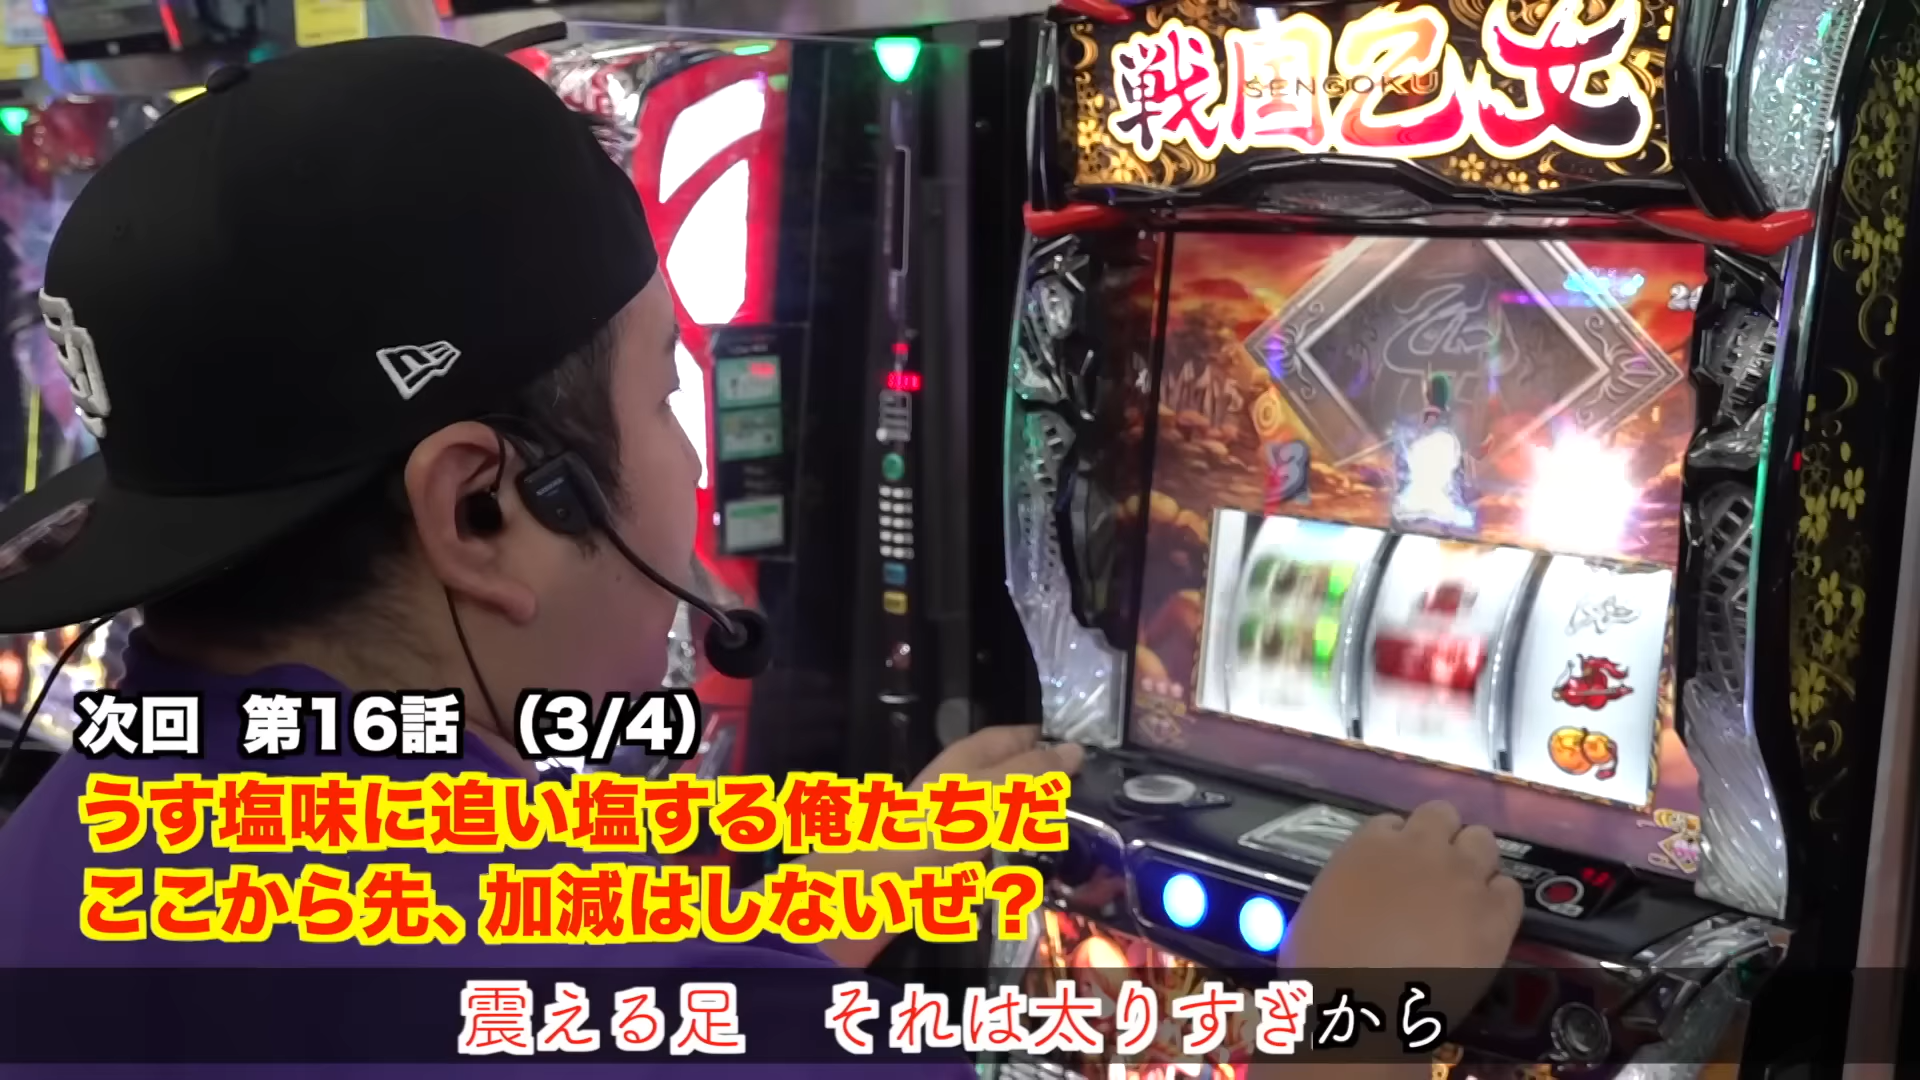 戦国乙女
SENGOKU
次回 第16話 （3/4）
うす塩味に追い塩する俺たちだ
ここから先、加減はしないぜ？
震える足 それは太りすぎから